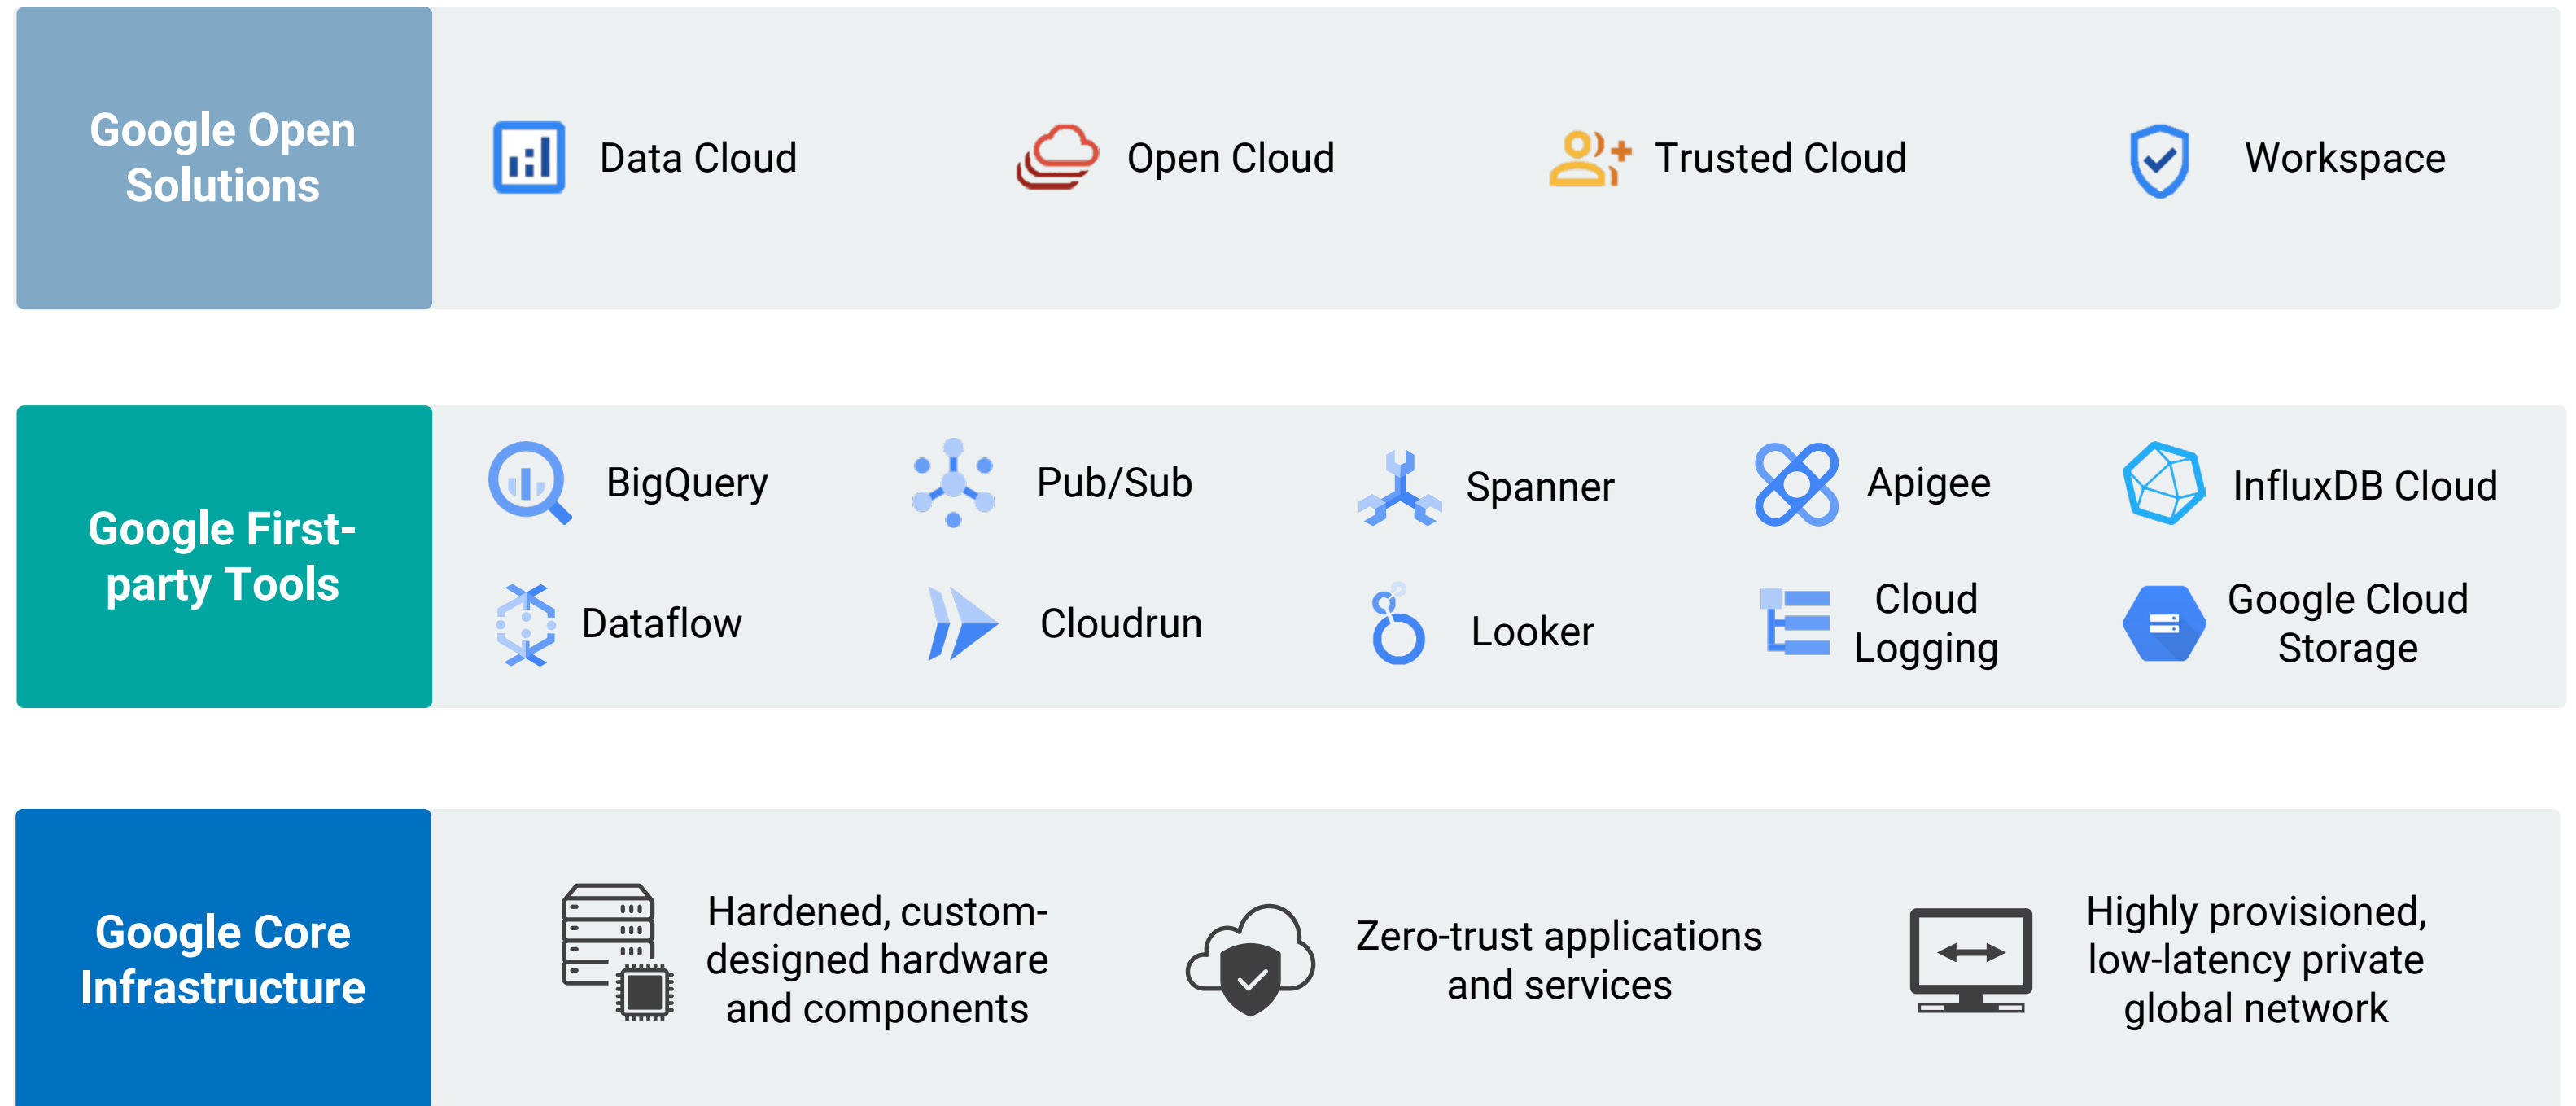 Google Open
Solutions
Data Cloud
Open Cloud
Trusted Cloud
Workspace
Google First-
party Tools
BigQuery
Pub/Sub
Spanner
Apigee
InfluxDB Cloud
Dataflow
Cloudrun
Looker
Cloud
Logging
Google Cloud
Storage
Google Core
Infrastructure
Hardened, custom-
designed hardware
and components
Zero-trust applications
and services
Highly provisioned,
low-latency private
global network